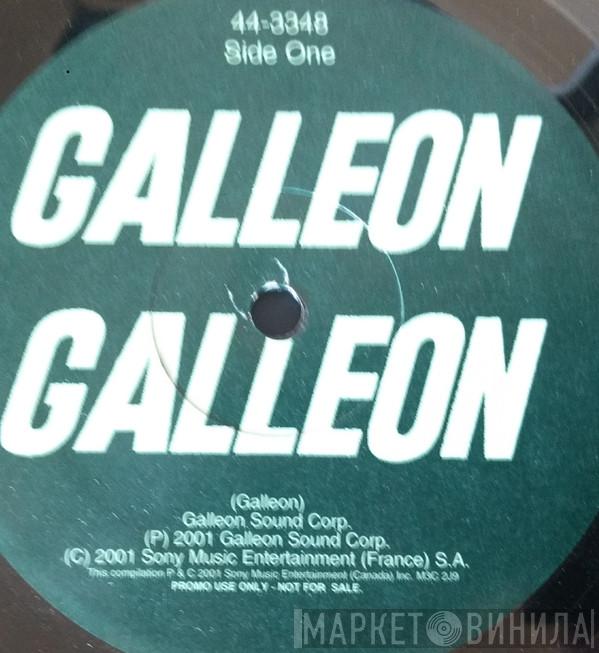 44-3348
Side One
GALLEON
GALLEON
(Galleon)
Galleon Sound Corp.
(P) 2001 Galleon Sound Corp.
(C) 2001 Sony Music Entertainment (France) S.A.
This compilation P & C 2001 Sony Music Entertainment (Canada) Inc. M3C 2J9
PROMO USE ONLY - NOT FOR SALE.
МАРКЕТ ВИНИЛА